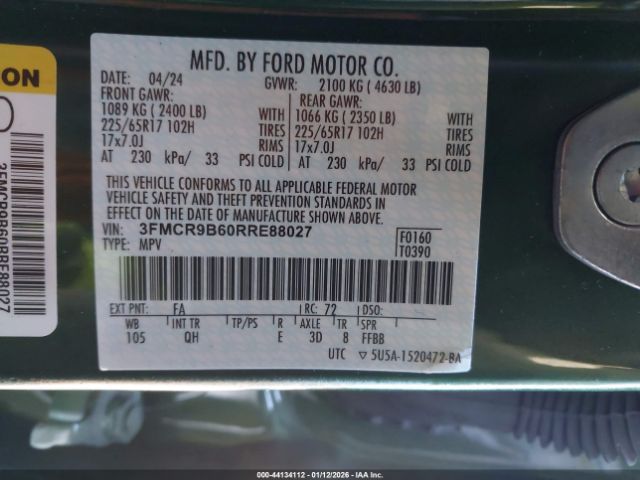 MFD. BY FORD MOTOR CO.
DATE: 04/24 GVWR: 2100 KG ( 4630 LB)
FRONT GAWR: REAR GAWR:
1089 KG ( 2400 LB) WITH 1066 KG ( 2350 LB) WITH
225/65R17 102H TIRES 225/65R17 102H TIRES
17x7.0J RIMS 17x7.0J RIMS
AT 230 kPa/ 33 PSI COLD AT 230 kPa/ 33 PSI COLD
THIS VEHICLE CONFORMS TO ALL APPLICABLE FEDERAL MOTOR
VEHICLE SAFETY AND THEFT PREVENTION STANDARDS IN
EFFECT ON THE DATE OF MANUFACTURE SHOWN ABOVE.
VIN: 3FMCR9B60RRE88027 F0160
TYPE: MPV T0390
EXT PNT: FA RC: 72 DSO:
WB INT TR TP/PS R AXLE TR SPR
105 QH E 3D 8 FFBB
UTC ▽ 5U5A-1520472-BA
ION
3FMCR9B60RRE88027
000-44134112 - 01/12/2026 - IAA Inc.